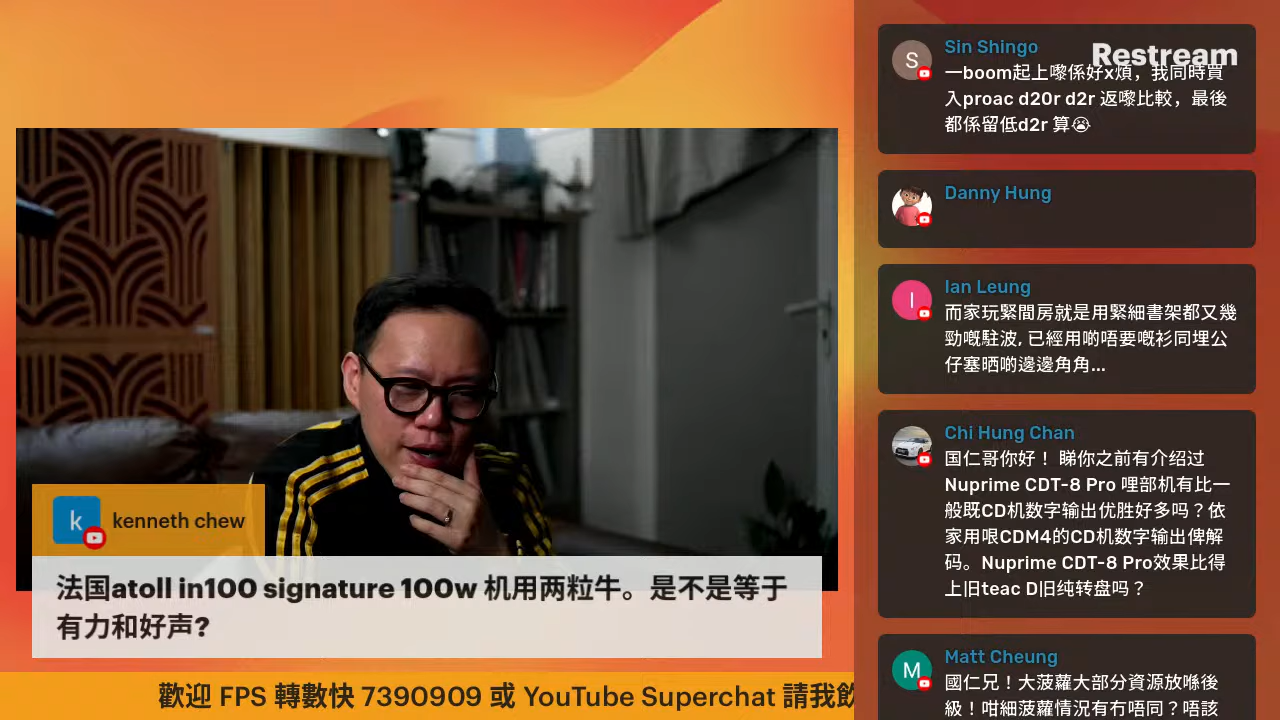 Restream
S
Sin Shingo
一boom起上嚟係好x煩，我同時買
入proac d20r d2r 返嚟比較，最後
都係留低d2r 算😭
Danny Hung
I
Ian Leung
而家玩緊間房就是用緊細書架都又幾
勁嘅駐波, 已經用啲唔要嘅衫同埋公
仔塞晒啲邊邊角角...
Chi Hung Chan
国仁哥你好！ 睇你之前有介绍过
Nuprime CDT-8 Pro 哩部机有比一
般既CD机数字输出优胜好多吗？依
家用哏CDM4的CD机数字输出俾解
码。Nuprime CDT-8 Pro效果比得
上旧teac D旧纯转盘吗？
M
Matt Cheung
國仁兄！大菠蘿大部分資源放喺後
級！咁細菠蘿情況有冇唔同？唔該
k
kenneth chew
法国atoll in100 signature 100w 机用两粒牛。是不是等于
有力和好声?
歡迎 FPS 轉數快 7390909 或 YouTube Superchat 請我飲